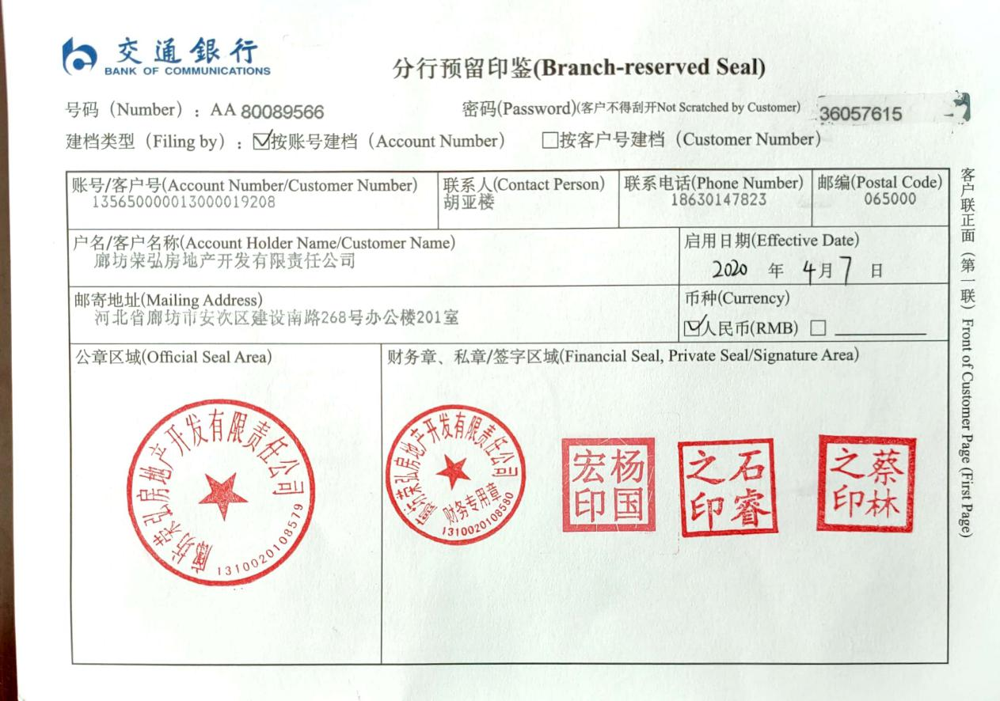 交通銀行
BANK OF COMMUNICATIONS
分行预留印鉴(Branch-reserved Seal)
号码（Number）：AA 80089566
密码(Password)(客户不得刮开Not Scratched by Customer) 36057615
建档类型（Filing by）：☑按账号建档（Account Number） □按客户号建档（Customer Number）
账号/客户号(Account Number/Customer Number)
135650000013000019208
联系人(Contact Person)
胡亚楼
联系电话(Phone Number)
18630147823
邮编(Postal Code)
065000
户名/客户名称(Account Holder Name/Customer Name)
廊坊荣弘房地产开发有限责任公司
启用日期(Effective Date)
2020 年 4月7 日
邮寄地址(Mailing Address)
河北省廊坊市安次区建设南路268号办公楼201室
币种(Currency)
☑人民币(RMB) □
公章区域(Official Seal Area)
财务章、私章/签字区域(Financial Seal, Private Seal/Signature Area)
廊坊荣弘房地产开发有限责任公司
1310020108579
廊坊荣弘房地产开发有限责任公司
财务专用章
1310020108580
杨国宏印
石睿之印
蔡林之印
客户联正面（第一联）Front of Customer Page (First Page)